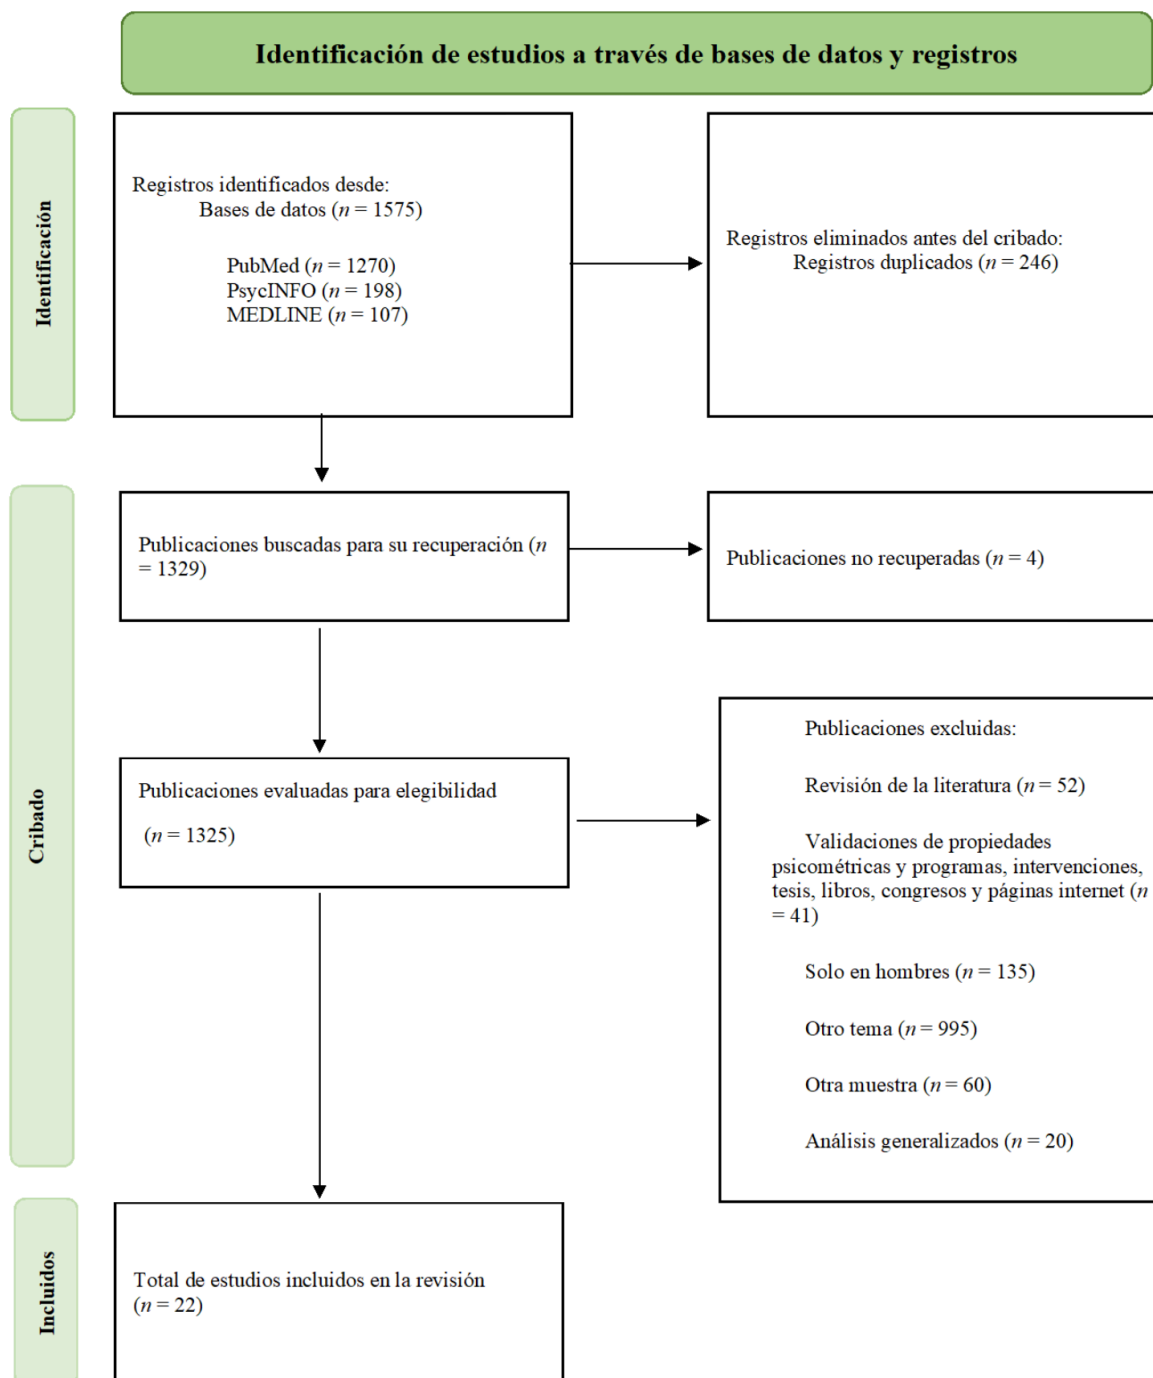 Identificación de estudios a través de bases de datos y registros
Identificación
Registros identificados desde:
Bases de datos (n = 1575)
PubMed (n = 1270)
PsycINFO (n = 198)
MEDLINE (n = 107)
Registros eliminados antes del cribado:
Registros duplicados (n = 246)
Cribado
Publicaciones buscadas para su recuperación (n
= 1329)
Publicaciones no recuperadas (n = 4)
Publicaciones evaluadas para elegibilidad
(n = 1325)
Publicaciones excluidas:
Revisión de la literatura (n = 52)
Validaciones de propiedades
psicométricas y programas, intervenciones,
tesis, libros, congresos y páginas internet (n
= 41)
Solo en hombres (n = 135)
Otro tema (n = 995)
Otra muestra (n = 60)
Análisis generalizados (n = 20)
Incluidos
Total de estudios incluidos en la revisión
(n = 22)